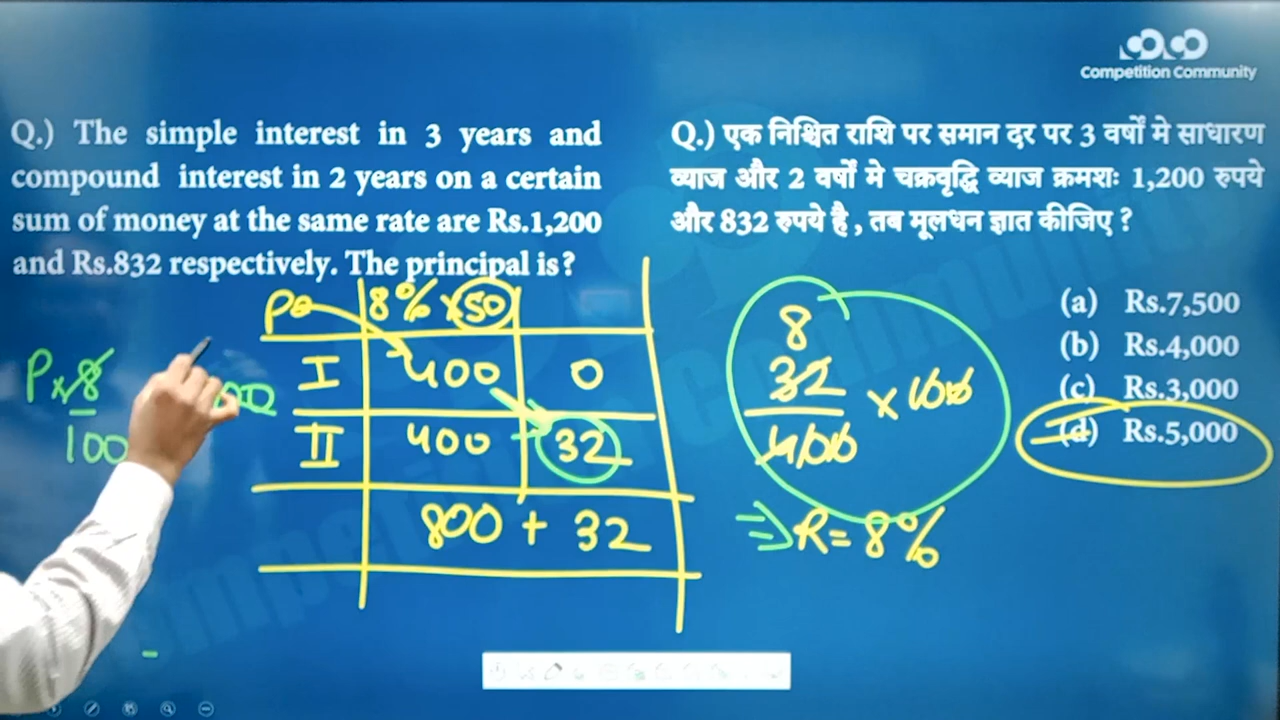 Competition Community
Q.) The simple interest in 3 years and
compound interest in 2 years on a certain
sum of money at the same rate are Rs.1,200
and Rs.832 respectively. The principal is?
Q.) एक निश्चित राशि पर समान दर पर 3 वर्षों मे साधारण
व्याज और 2 वर्षों मे चक्रवृद्धि व्याज क्रमशः 1,200 रुपये
और 832 रुपये है, तब मूलधन ज्ञात कीजिए ?
(a) Rs.7,500
(b) Rs.4,000
(c) Rs.3,000
(d) Rs.5,000
8% × 50
I 400 0
II 400 32
800 + 32
P × 8
100
8
32
400 × 100
⇒ R = 8%